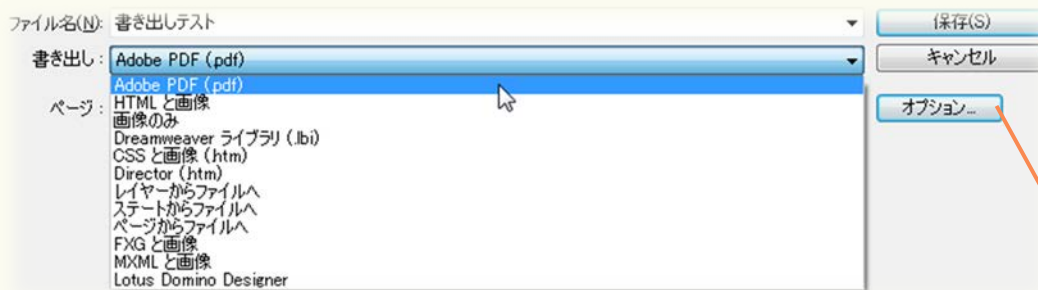 ファイル名(N): 書き出しテスト 保存(S)
書き出し： Adobe PDF (.pdf) キャンセル
Adobe PDF (.pdf)
ページ： HTML と画像 オプション...
画像のみ
Dreamweaver ライブラリ (.lbi)
CSS と画像 (.htm)
Director (.htm)
レイヤーからファイルへ
ステートからファイルへ
ページからファイルへ
FXG と画像
MXML と画像
Lotus Domino Designer